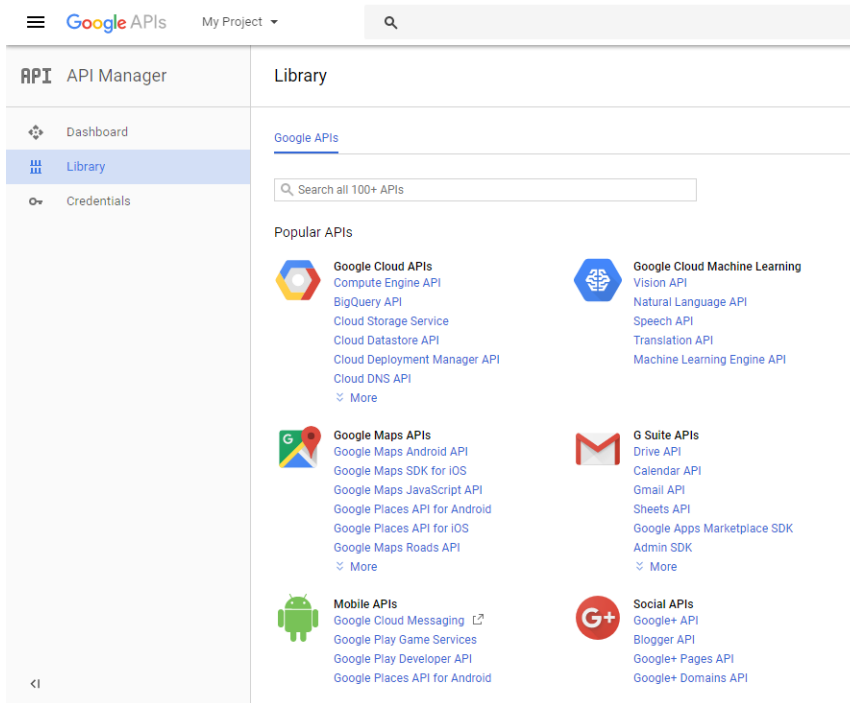 Google APIs
My Project
API API Manager
Library
Dashboard
Library
Credentials
Google APIs
Search all 100+ APIs
Popular APIs
Google Cloud APIs
Compute Engine API
BigQuery API
Cloud Storage Service
Cloud Datastore API
Cloud Deployment Manager API
Cloud DNS API
More
Google Cloud Machine Learning
Vision API
Natural Language API
Speech API
Translation API
Machine Learning Engine API
Google Maps APIs
Google Maps Android API
Google Maps SDK for iOS
Google Maps JavaScript API
Google Places API for Android
Google Places API for iOS
Google Maps Roads API
More
G Suite APIs
Drive API
Calendar API
Gmail API
Sheets API
Google Apps Marketplace SDK
Admin SDK
More
Mobile APIs
Google Cloud Messaging
Google Play Game Services
Google Play Developer API
Google Places API for Android
G+
Social APIs
Google+ API
Blogger API
Google+ Pages API
Google+ Domains API